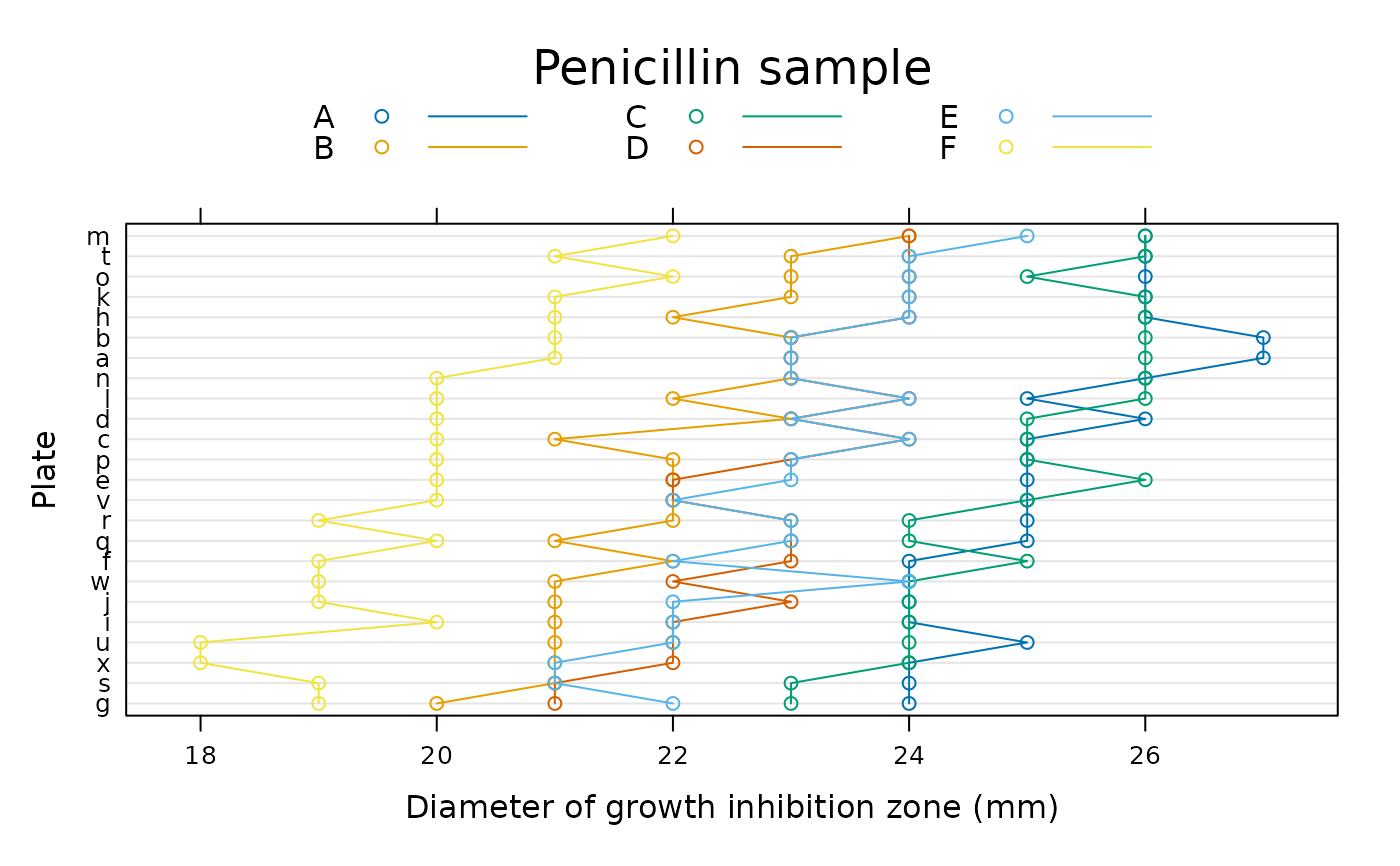 Penicillin sample
A C E
B D F
m
t
o
k
h
b
a
n
l
d
c
p
e
v
r
q
f
w
j
i
u
x
s
g
Plate
18 20 22 24 26
Diameter of growth inhibition zone (mm)